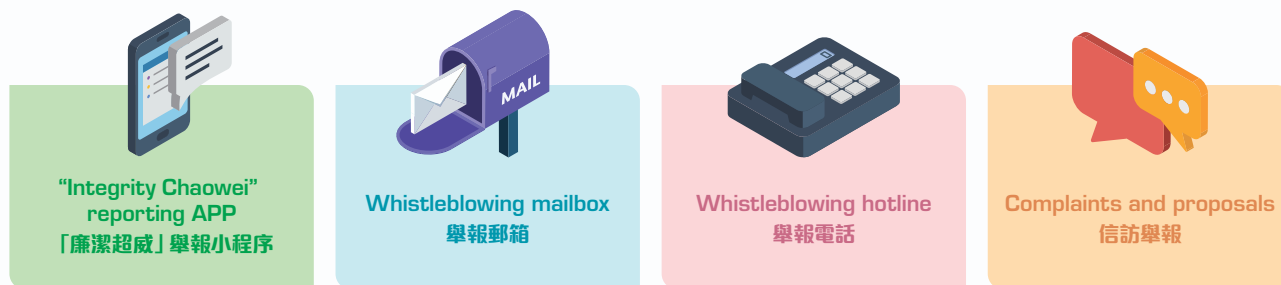 MAIL
“Integrity Chaowei”
reporting APP
「廉潔超威」舉報小程序
Whistleblowing mailbox
舉報郵箱
Whistleblowing hotline
舉報電話
Complaints and proposals
信訪舉報